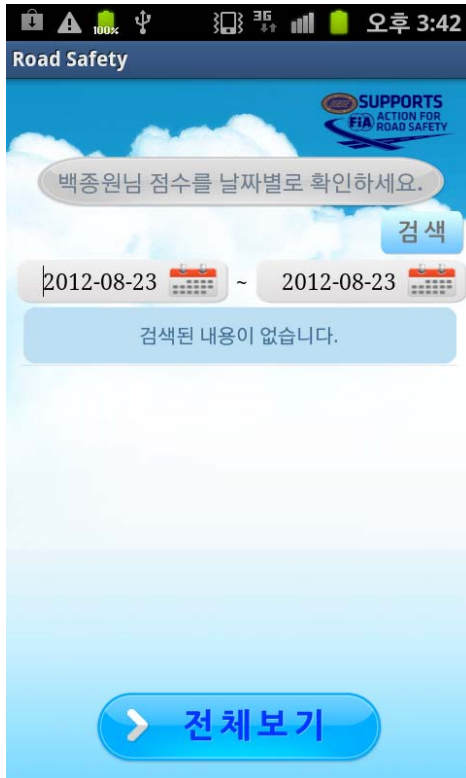 100%
3G
오후 3:42
Road Safety
SUPPORTS
FiA ACTION FOR
ROAD SAFETY
백종원님 점수를 날짜별로 확인하세요.
검색
2012-08-23 ~ 2012-08-23
검색된 내용이 없습니다.
전체보기